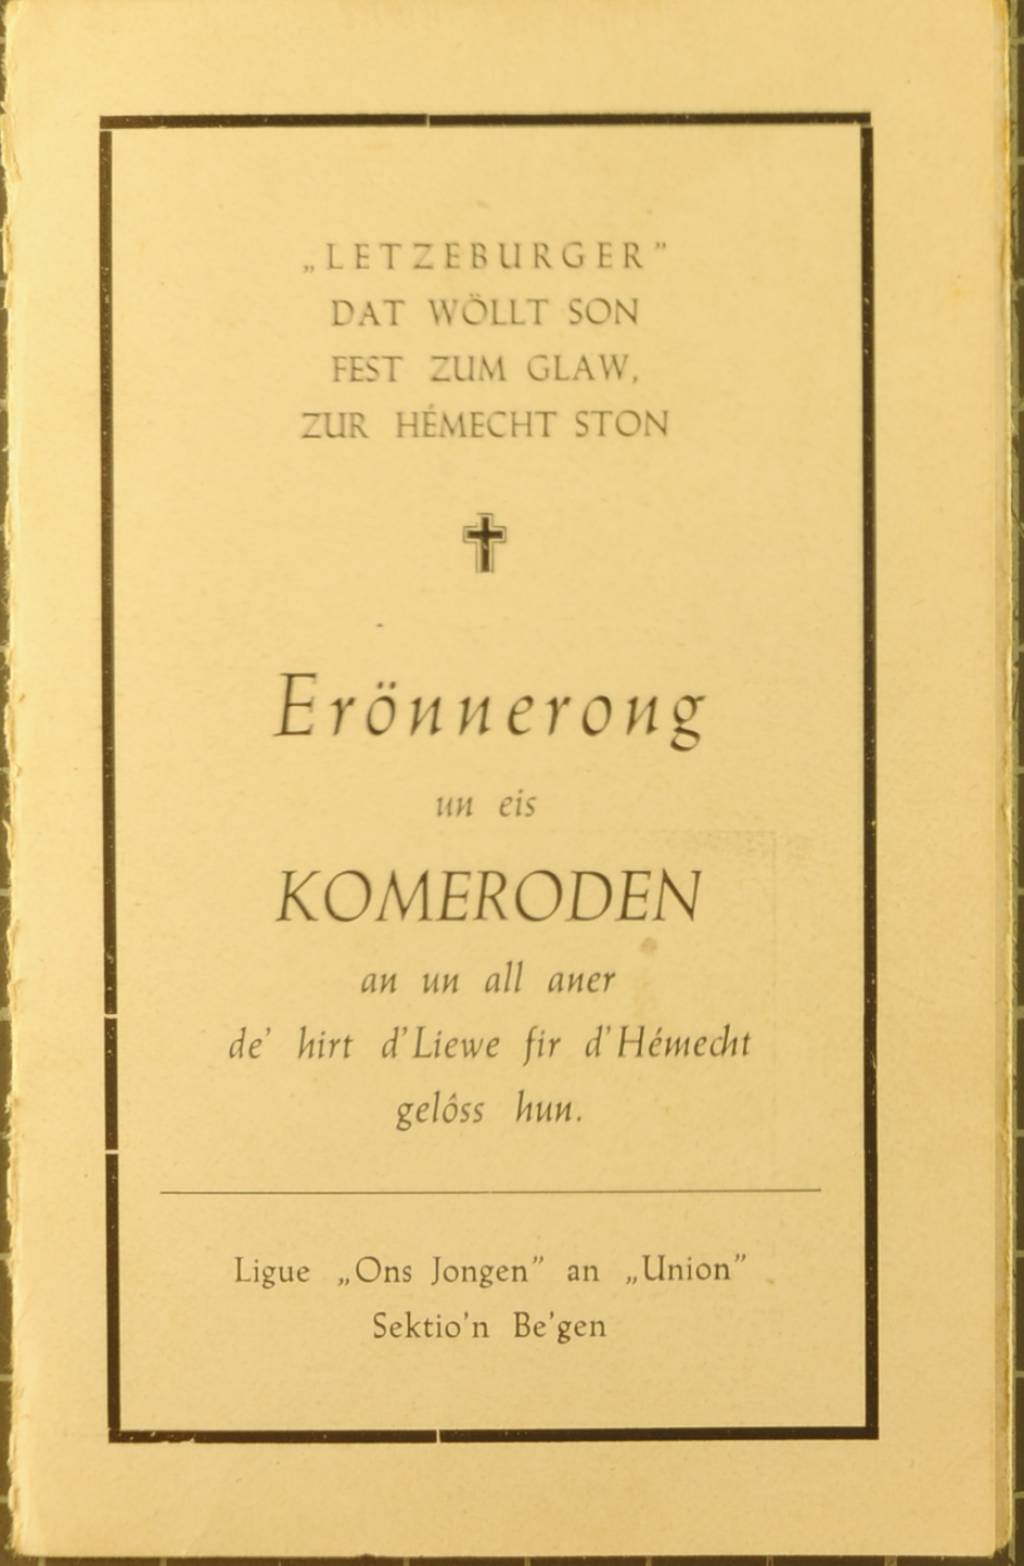 „LETZEBURGER”
DAT WÖLLT SON
FEST ZUM GLAW,
ZUR HÉMECHT STON
Erönnerong
un eis
KOMERODEN
an un all aner
de' hirt d'Liewe fir d'Hémecht
gelôss hun.
Ligue „Ons Jongen” an „Union”
Sektio'n Be'gen